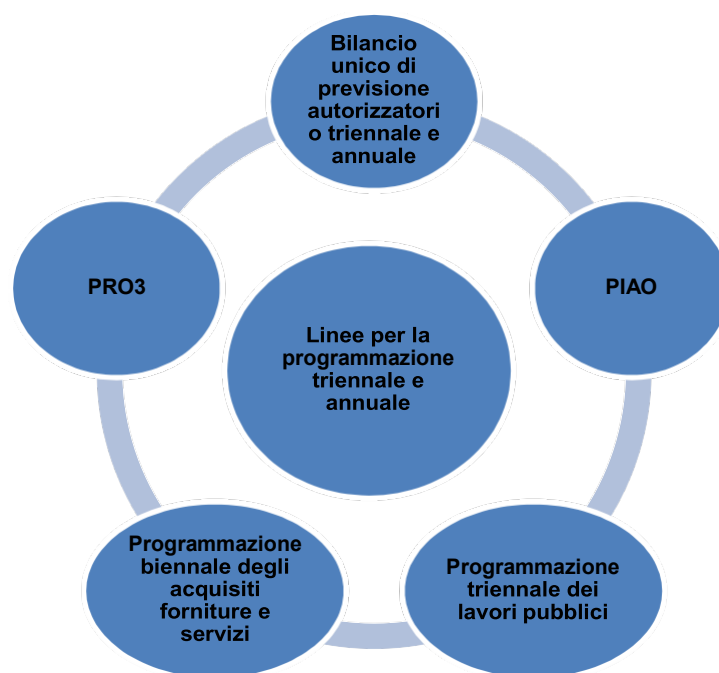 Bilancio
unico di
previsione
autorizzatori
o triennale e
annuale
PRO3
PIAO
Linee per la
programmazione
triennale e
annuale
Programmazione
biennale degli
acquisiti
forniture e
servizi
Programmazione
triennale dei
lavori pubblici